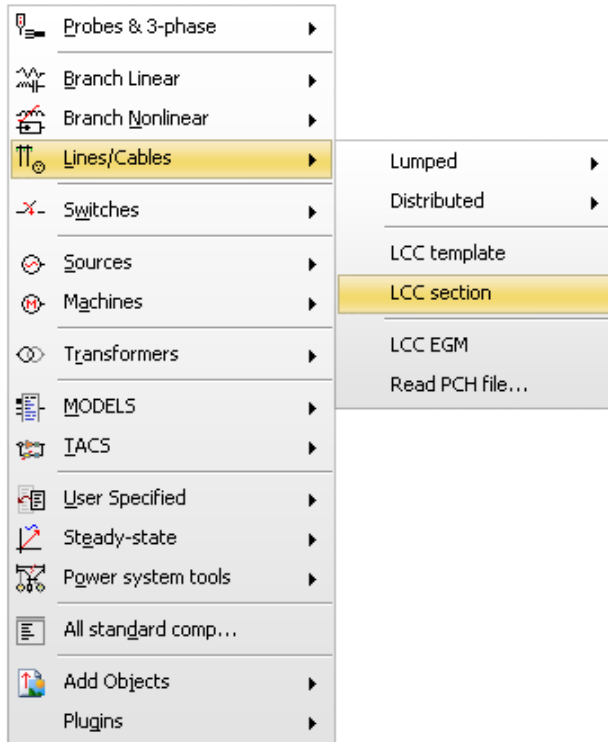 Probes & 3-phase
Branch Linear
Branch Nonlinear
Lines/Cables
Switches
Sources
Machines
Transformers
MODELS
TACS
User Specified
Steady-state
Power system tools
All standard comp...
Add Objects
Plugins
Lumped
Distributed
LCC template
LCC section
LCC EGM
Read PCH file...